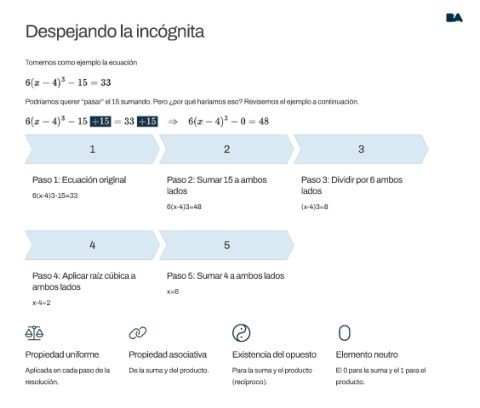 BA
Despejando la incógnita
Tomemos como ejemplo la ecuación
6(x − 4)³ − 15 = 33
Podríamos querer "pasar" el 15 sumando. Pero ¿por qué haríamos eso? Revisemos el ejemplo a continuación.
6(x − 4)³ − 15 +15 = 33 +15 ⇒ 6(x − 4)³ − 0 = 48
1
2
3
Paso 1: Ecuación original
6(x-4)3-15=33
Paso 2: Sumar 15 a ambos
lados
6(x-4)3=48
Paso 3: Dividir por 6 ambos
lados
(x-4)3=8
4
5
Paso 4: Aplicar raíz cúbica a
ambos lados
x-4=2
Paso 5: Sumar 4 a ambos lados
x=6
Propiedad uniforme
Aplicada en cada paso de la
resolución.
Propiedad asociativa
De la suma y del producto.
Existencia del opuesto
Para la suma y el producto
(recíproco).
Elemento neutro
El 0 para la suma y el 1 para el
producto.